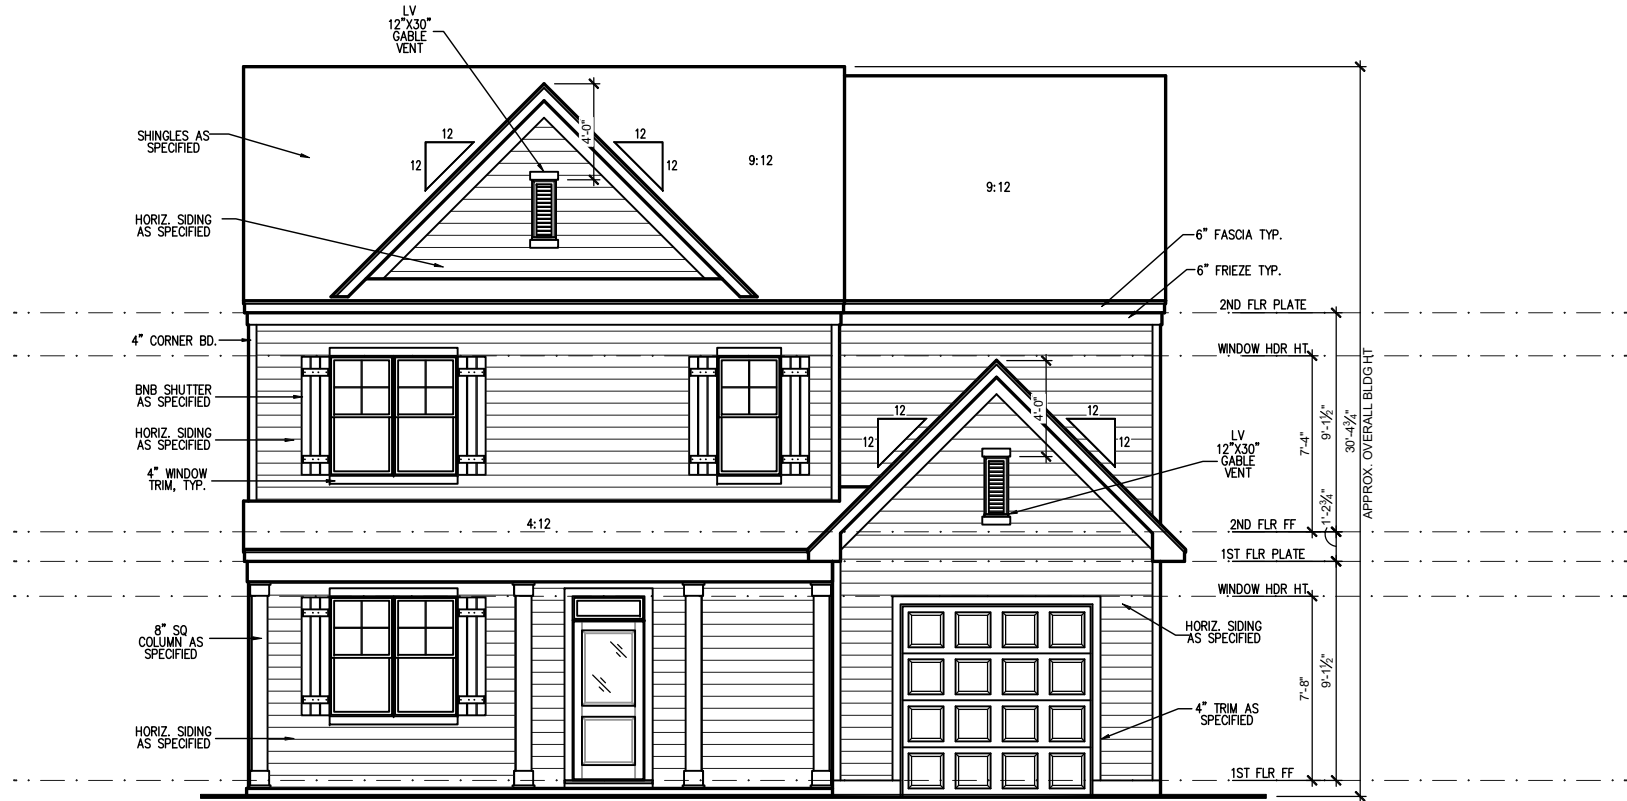 LV
12"X30"
GABLE
VENT
SHINGLES AS
SPECIFIED
12
12
4'-0"
12
12
9:12
9:12
HORIZ. SIDING
AS SPECIFIED
6" FASCIA TYP.
6" FRIEZE TYP.
2ND FLR PLATE
4" CORNER BD.
WINDOW HDR HT
BNB SHUTTER
AS SPECIFIED
HORIZ. SIDING
AS SPECIFIED
4" WINDOW
TRIM, TYP.
12
12
4'-0"
12
12
LV
12"X30"
GABLE
VENT
7'-4"
9'-1½"
30'-4¾"
APPROX. OVERALL BLDG HT
4:12
2ND FLR FF
1'-2¾"
1ST FLR PLATE
WINDOW HDR HT
8" SQ
COLUMN AS
SPECIFIED
HORIZ. SIDING
AS SPECIFIED
7'-8"
9'-1½"
4" TRIM AS
SPECIFIED
HORIZ. SIDING
AS SPECIFIED
1ST FLR FF